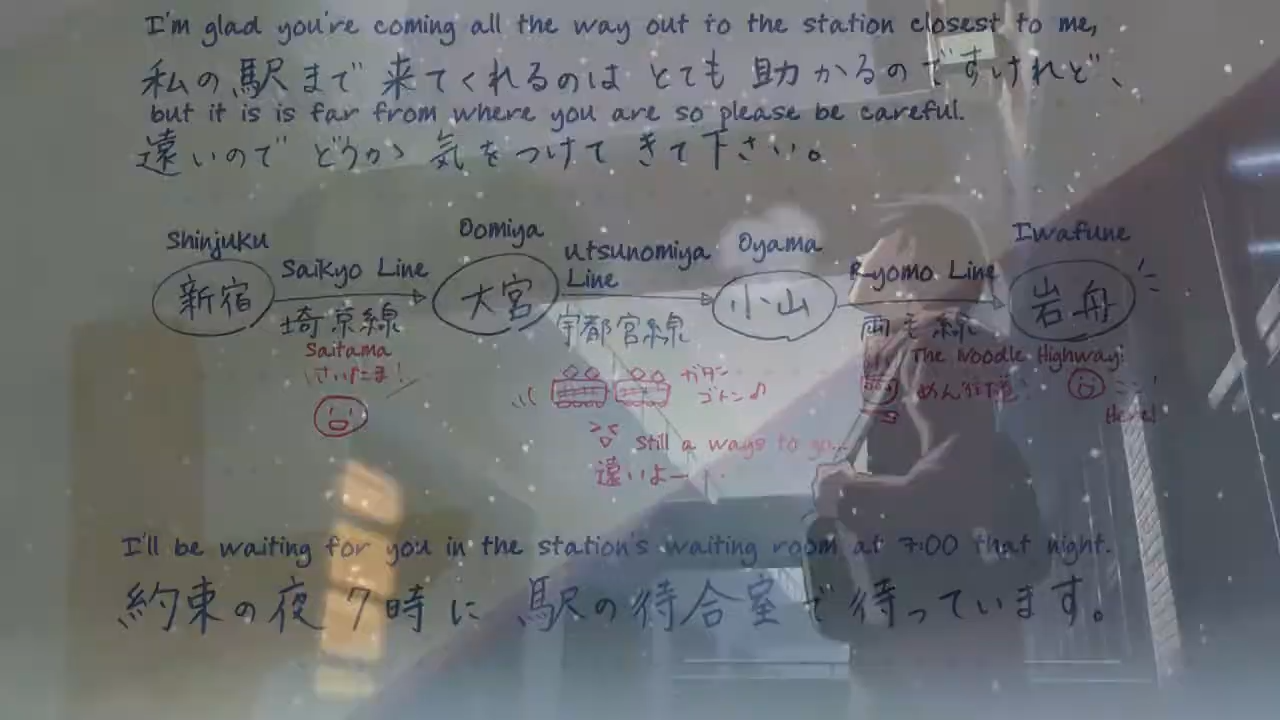 I'm glad you're coming all the way out to the station closest to me,
私の駅まで来てくれるのはとても助かるのですけれど、
but it is is far from where you are so please be careful.
遠いのでどうか気をつけてきて下さい。
Shinjuku Oomiya Oyama Iwafune
Saikyo Line Utsunomiya Line Ryomo Line
新宿 大宮 小山 岩舟
埼京線 宇都宮線 両毛線
Saitama The Noodle Highway!
さいたま! ガタン ゴトン♪ めん街道!
Here!
Still a ways to go...
遠いよー
I'll be waiting for you in the station's waiting room at 7:00 that night.
約束の夜7時に 駅の待合室で待っています。